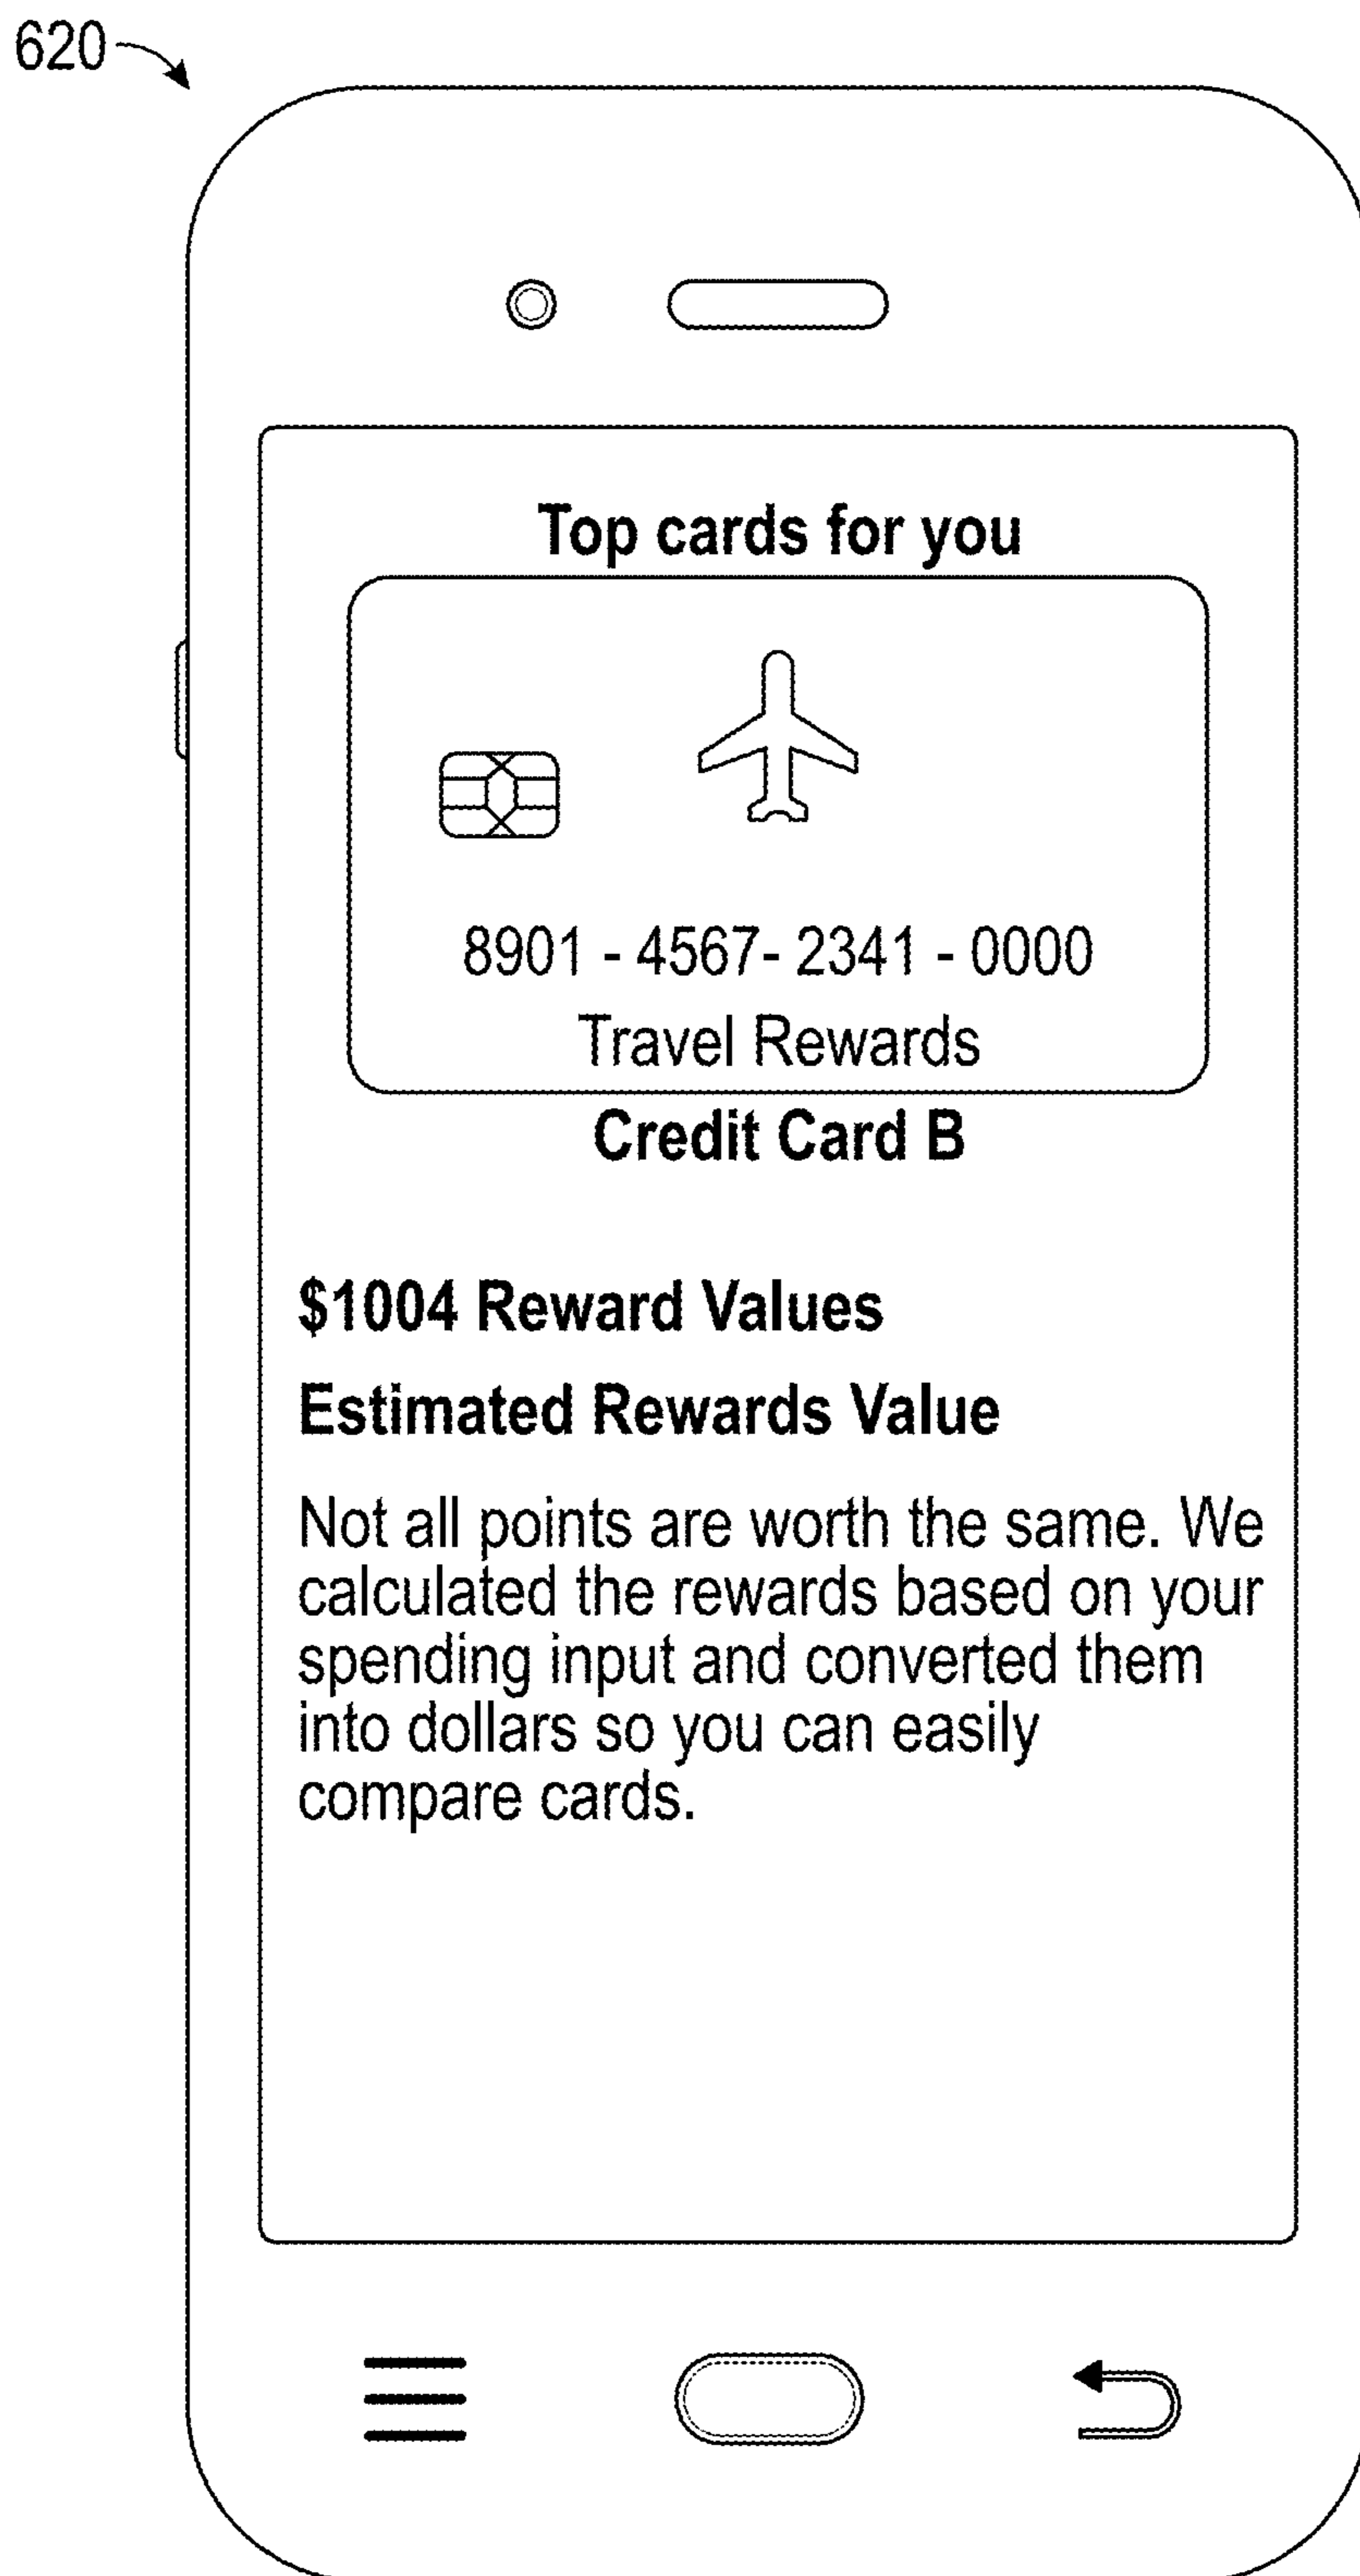 620
Top cards for you
8901 - 4567- 2341 - 0000
Travel Rewards
Credit Card B
$1004 Reward Values
Estimated Rewards Value
Not all points are worth the same. We
calculated the rewards based on your
spending input and converted them
into dollars so you can easily
compare cards.